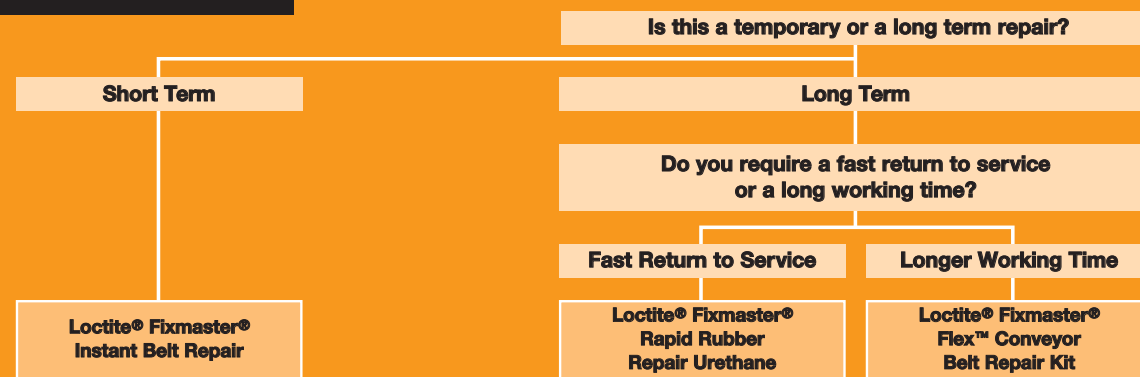 Is this a temporary or a long term repair?
Short Term
Long Term
Do you require a fast return to service
or a long working time?
Fast Return to Service
Longer Working Time
Loctite® Fixmaster®
Instant Belt Repair
Loctite® Fixmaster®
Rapid Rubber
Repair Urethane
Loctite® Fixmaster®
Flex™ Conveyor
Belt Repair Kit